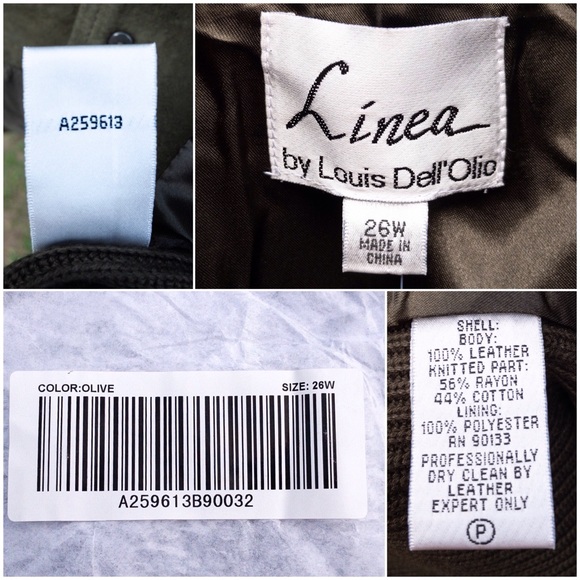 A259613
Linea
by Louis Dell'Olio
26W
MADE IN
CHINA
COLOR:OLIVE
SIZE: 26W
A259613B90032
SHELL:
BODY:
100% LEATHER
KNITTED PART:
56% RAYON
44% COTTON
LINING:
100% POLYESTER
RN 90133
PROFESSIONALLY
DRY CLEAN BY
LEATHER
EXPERT ONLY
P